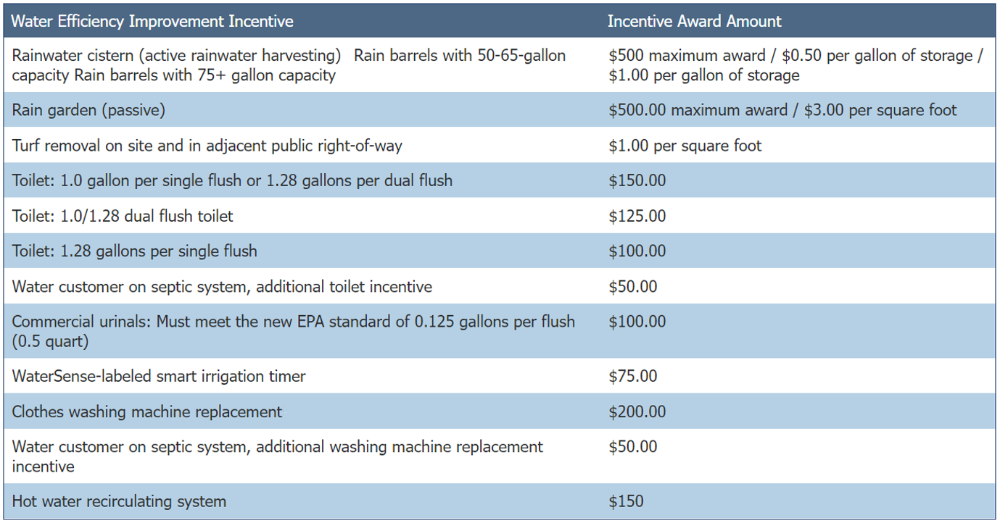 Water Efficiency Improvement Incentive Incentive Award Amount
Rainwater cistern (active rainwater harvesting) Rain barrels with 50-65-gallon $500 maximum award / $0.50 per gallon of storage /
capacity Rain barrels with 75+ gallon capacity $1.00 per gallon of storage
Rain garden (passive) $500.00 maximum award / $3.00 per square foot
Turf removal on site and in adjacent public right-of-way $1.00 per square foot
Toilet: 1.0 gallon per single flush or 1.28 gallons per dual flush $150.00
Toilet: 1.0/1.28 dual flush toilet $125.00
Toilet: 1.28 gallons per single flush $100.00
Water customer on septic system, additional toilet incentive $50.00
Commercial urinals: Must meet the new EPA standard of 0.125 gallons per flush $100.00
(0.5 quart)
WaterSense-labeled smart irrigation timer $75.00
Clothes washing machine replacement $200.00
Water customer on septic system, additional washing machine replacement $50.00
incentive
Hot water recirculating system $150